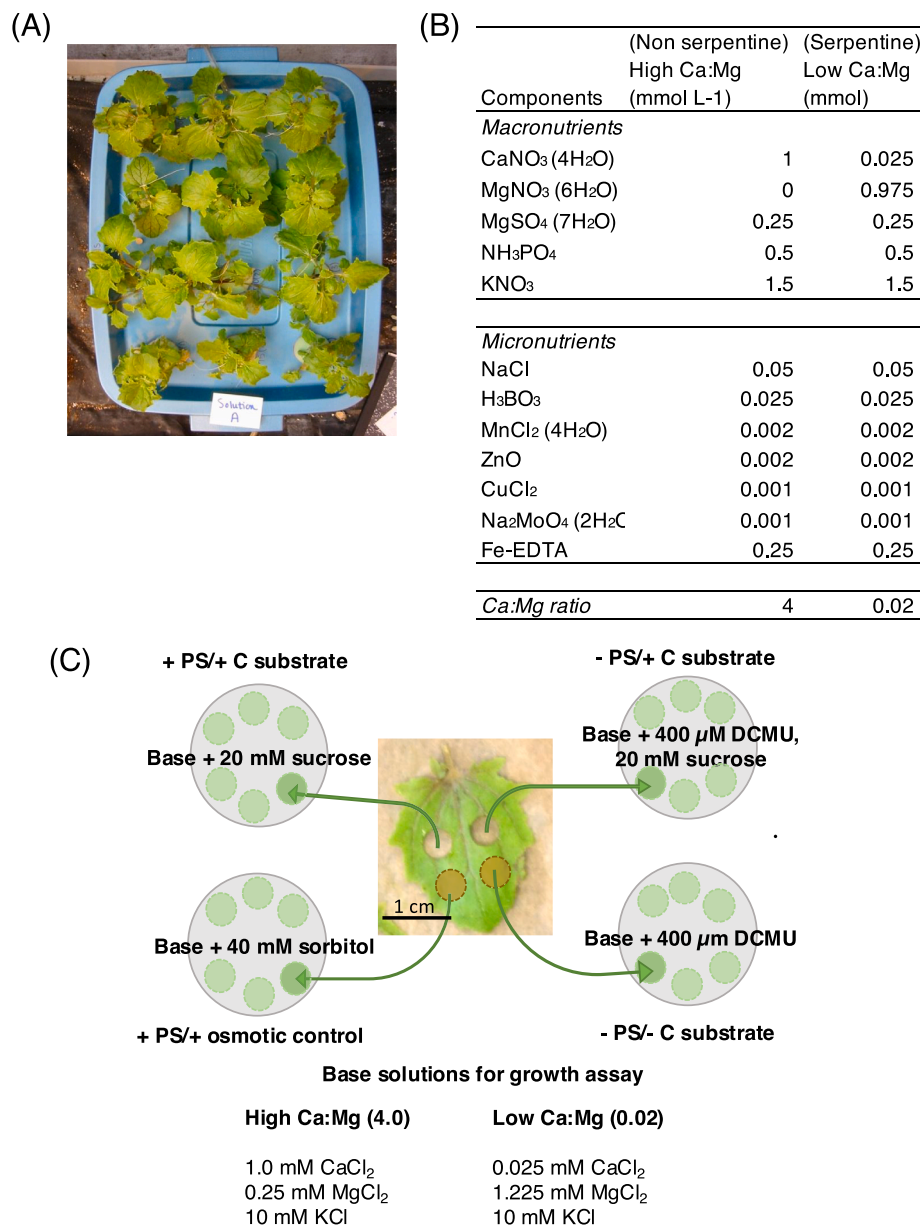 (A)
Solution
A
(B)
(Non serpentine) (Serpentine)
High Ca:Mg Low Ca:Mg
Components (mmol L-1) (mmol)
Macronutrients
CaNO₃ (4H₂O) 1 0.025
MgNO₃ (6H₂O) 0 0.975
MgSO₄ (7H₂O) 0.25 0.25
NH₃PO₄ 0.5 0.5
KNO₃ 1.5 1.5
Micronutrients
NaCl 0.05 0.05
H₃BO₃ 0.025 0.025
MnCl₂ (4H₂O) 0.002 0.002
ZnO 0.002 0.002
CuCl₂ 0.001 0.001
Na₂MoO₄ (2H₂C 0.001 0.001
Fe-EDTA 0.25 0.25
Ca:Mg ratio 4 0.02
(C)
+ PS/+ C substrate
- PS/+ C substrate
Base + 20 mM sucrose
Base + 400 µM DCMU,
20 mM sucrose
1 cm
Base + 40 mM sorbitol
Base + 400 µm DCMU
+ PS/+ osmotic control
- PS/- C substrate
Base solutions for growth assay
High Ca:Mg (4.0) Low Ca:Mg (0.02)
1.0 mM CaCl₂ 0.025 mM CaCl₂
0.25 mM MgCl₂ 1.225 mM MgCl₂
10 mM KCl 10 mM KCl